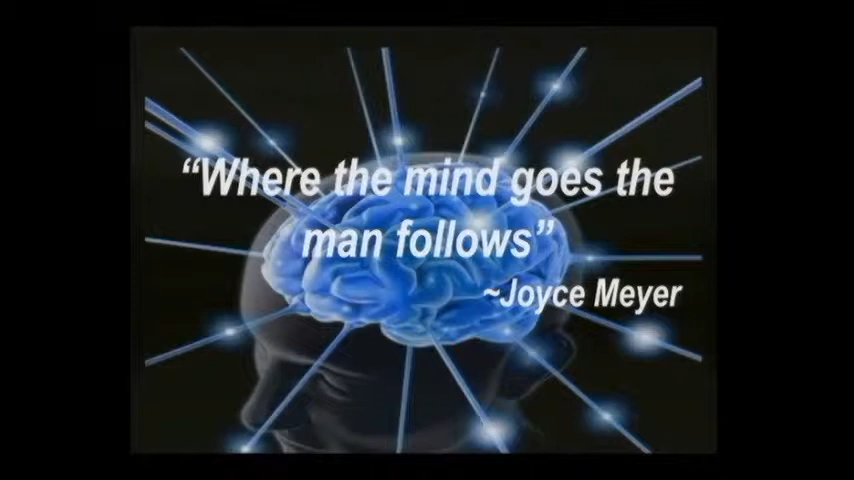 “Where the mind goes the
man follows”
~Joyce Meyer